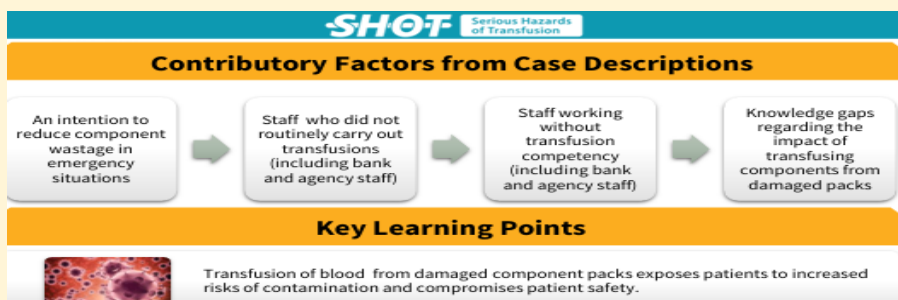 SHOT Serious Hazards
of Transfusion
Contributory Factors from Case Descriptions
An intention to
reduce component
wastage in
emergency
situations
Staff who did not
routinely carry out
transfusions
(including bank
and agency staff)
Staff working
without
transfusion
competency
(including bank
and agency staff)
Knowledge gaps
regarding the
impact of
transfusing
components from
damaged packs
Key Learning Points
Transfusion of blood from damaged component packs exposes patients to increased
risks of contamination and compromises patient safety.